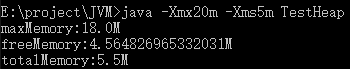 E:\project\JVM>java -Xmx20m -Xms5m TestHeap
maxMemory:18.0M
freeMemory:4.564826965332031M
totalMemory:5.5M